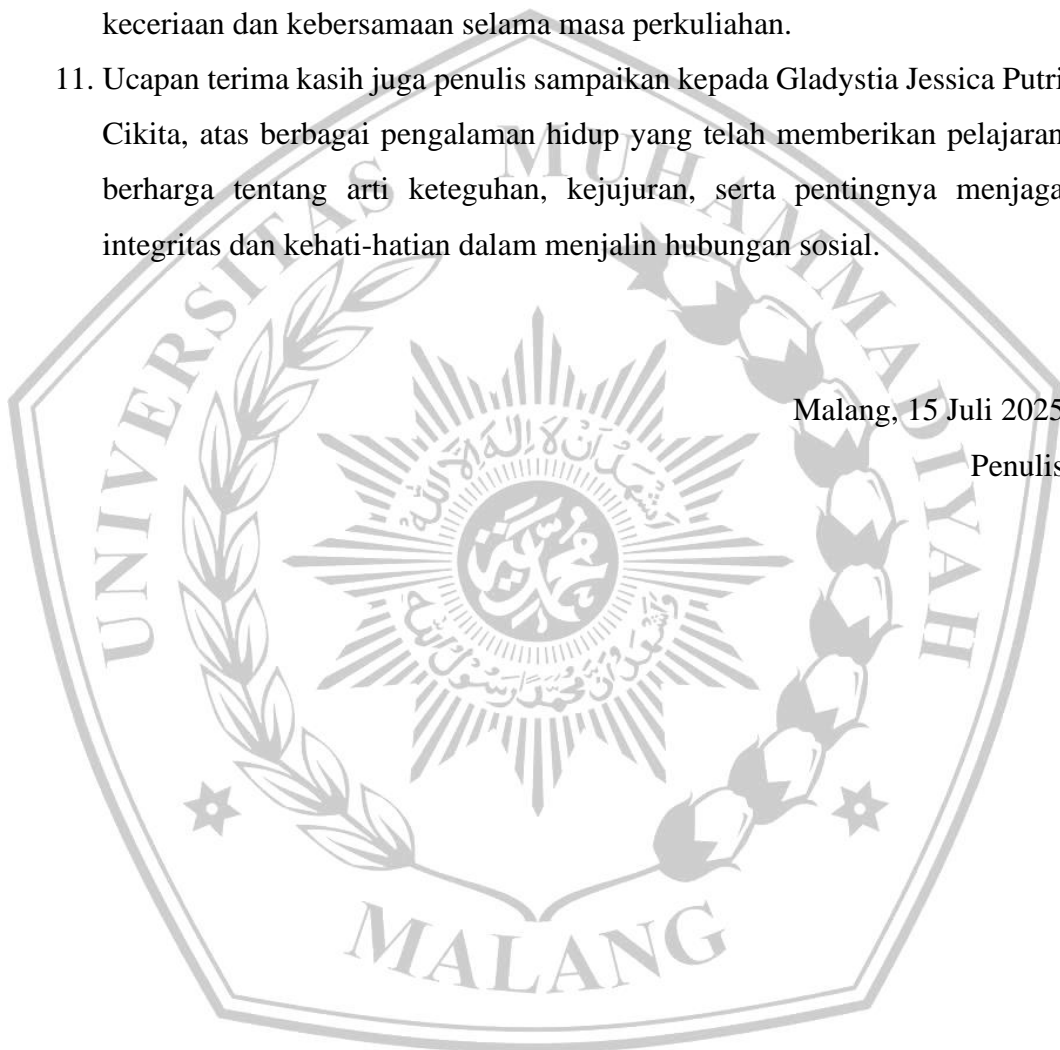 keceriaan dan kebersamaan selama masa perkuliahan.
11. Ucapan terima kasih juga penulis sampaikan kepada Gladystia Jessica Putri
Cikita, atas berbagai pengalaman hidup yang telah memberikan pelajaran
berharga tentang arti keteguhan, kejujuran, serta pentingnya menjaga
integritas dan kehati-hatian dalam menjalin hubungan sosial.
Malang, 15 Juli 2025
Penulis
UNIVERSITAS MUHAMMADIYAH
MALANG